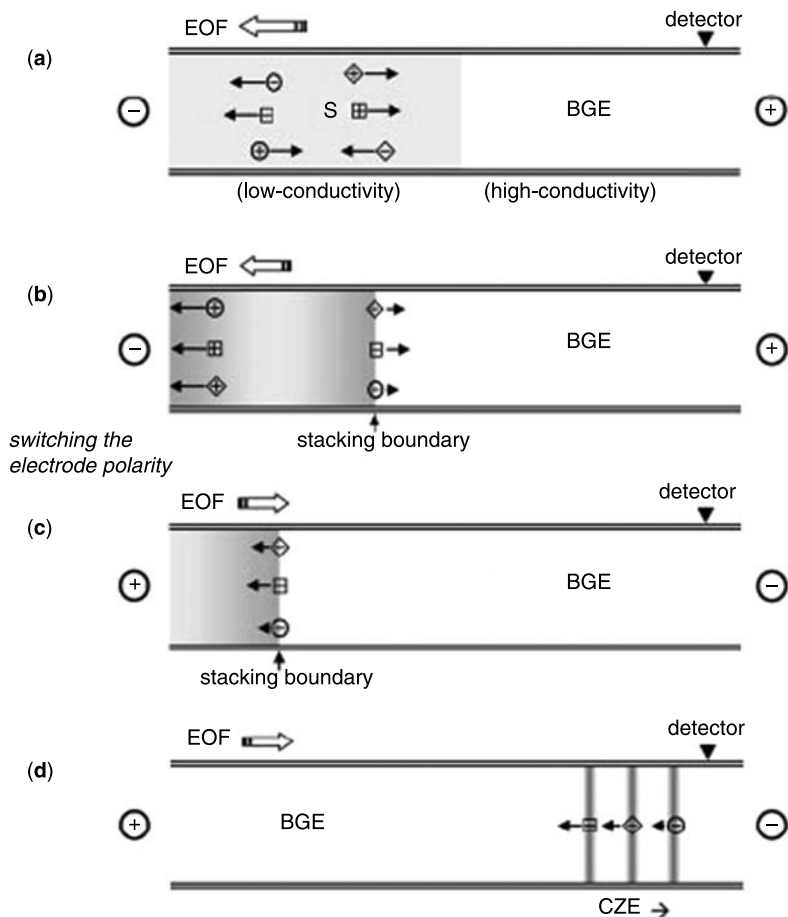 EOF
detector
(a)
S
BGE
(low-conductivity)
(high-conductivity)
EOF
detector
(b)
BGE
switching the
electrode polarity
stacking boundary
EOF
detector
(c)
BGE
stacking boundary
EOF
detector
(d)
BGE
CZE